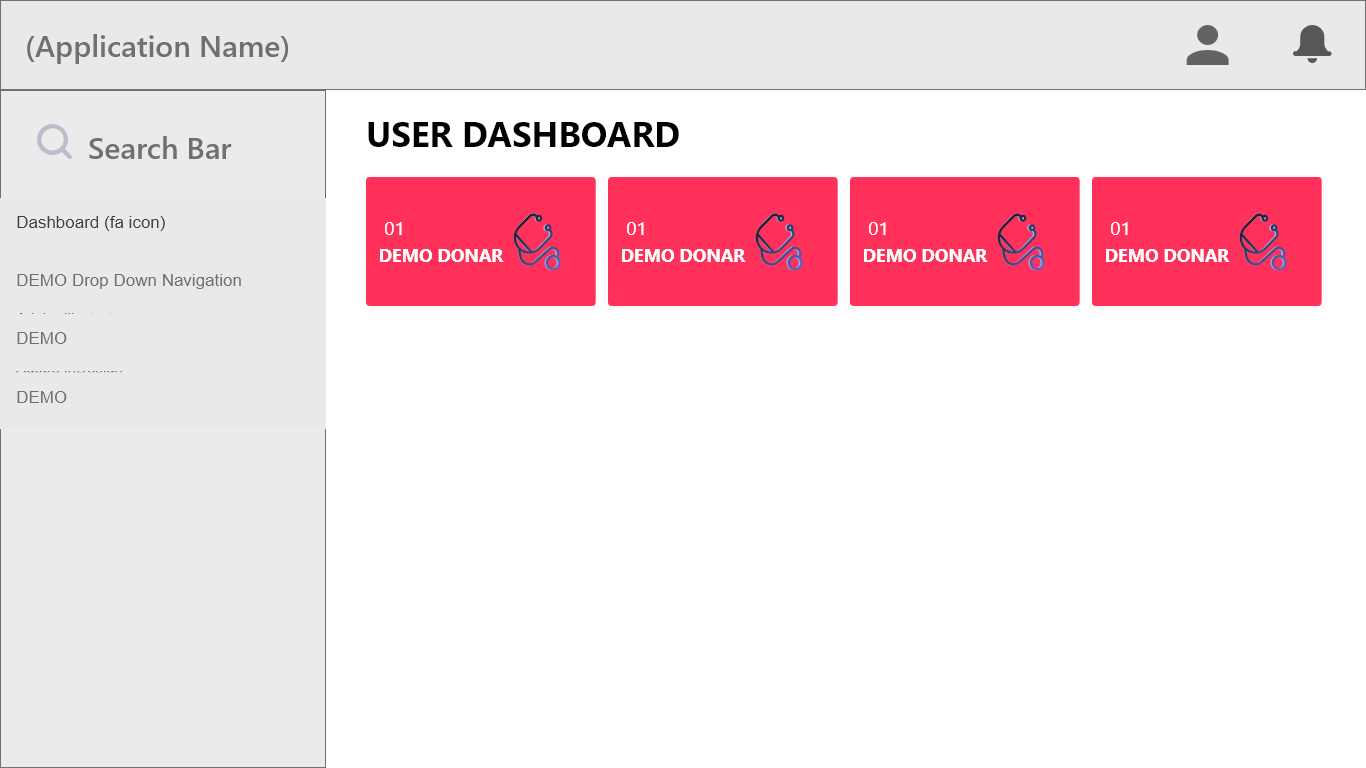 (Application Name)
Search Bar
Dashboard (fa icon)
DEMO Drop Down Navigation
DEMO
DEMO
USER DASHBOARD
01
DEMO DONAR
01
DEMO DONAR
01
DEMO DONAR
01
DEMO DONAR